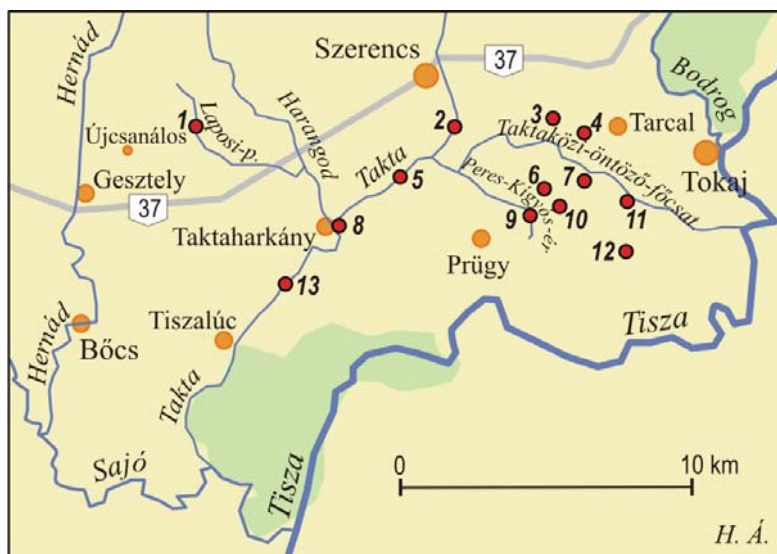 Hernád
Szerencs
37
Bodrog
Harangod
1
Laposi-p.
2
3
4
Tarcal
Újcsanálos
Taktaközi-öntöző-főcsat.
Takta
5
Tokaj
Gesztely
Peres-Kigyós-ér.
6
7
37
10
11
Taktaharkány
8
9
Prügy
12
13
Tisza
Tiszalúc
Hernád
Bőcs
Takta
Sajó
Tisza
0
10 km
H. Á.